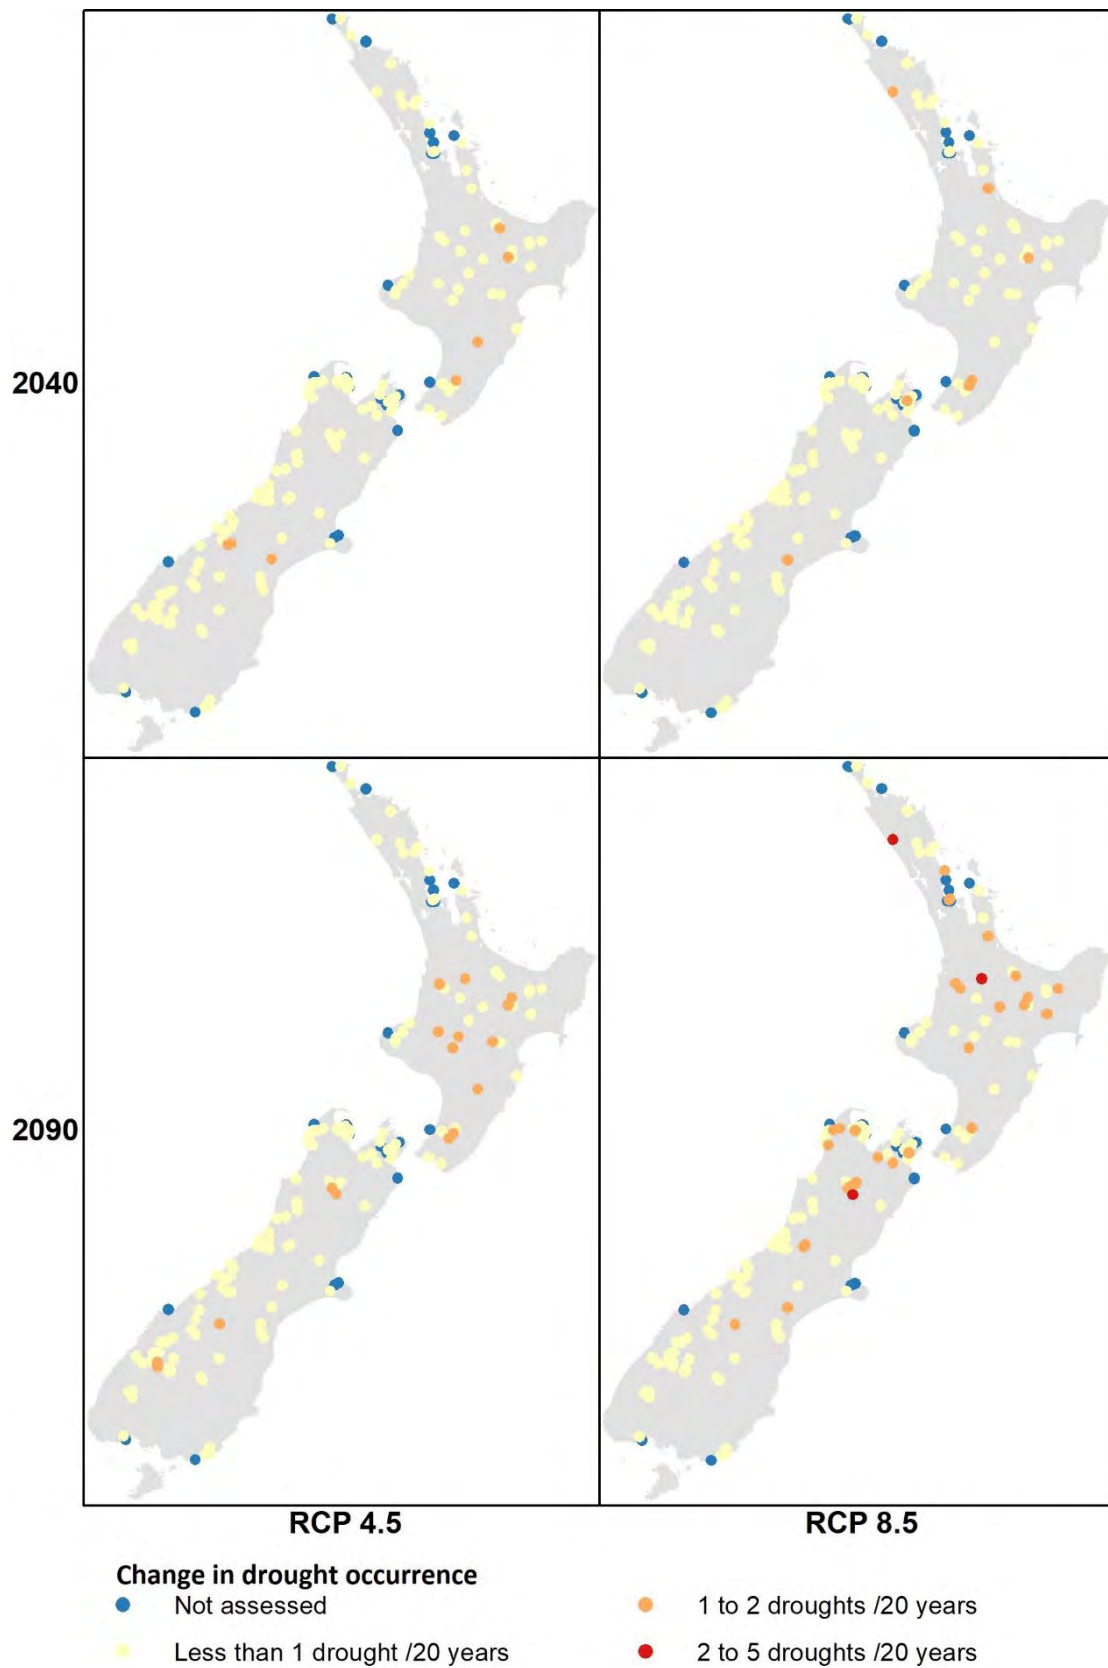 2040
2090
RCP 4.5
RCP 8.5
Change in drought occurrence
Not assessed
1 to 2 droughts /20 years
Less than 1 drought /20 years
2 to 5 droughts /20 years